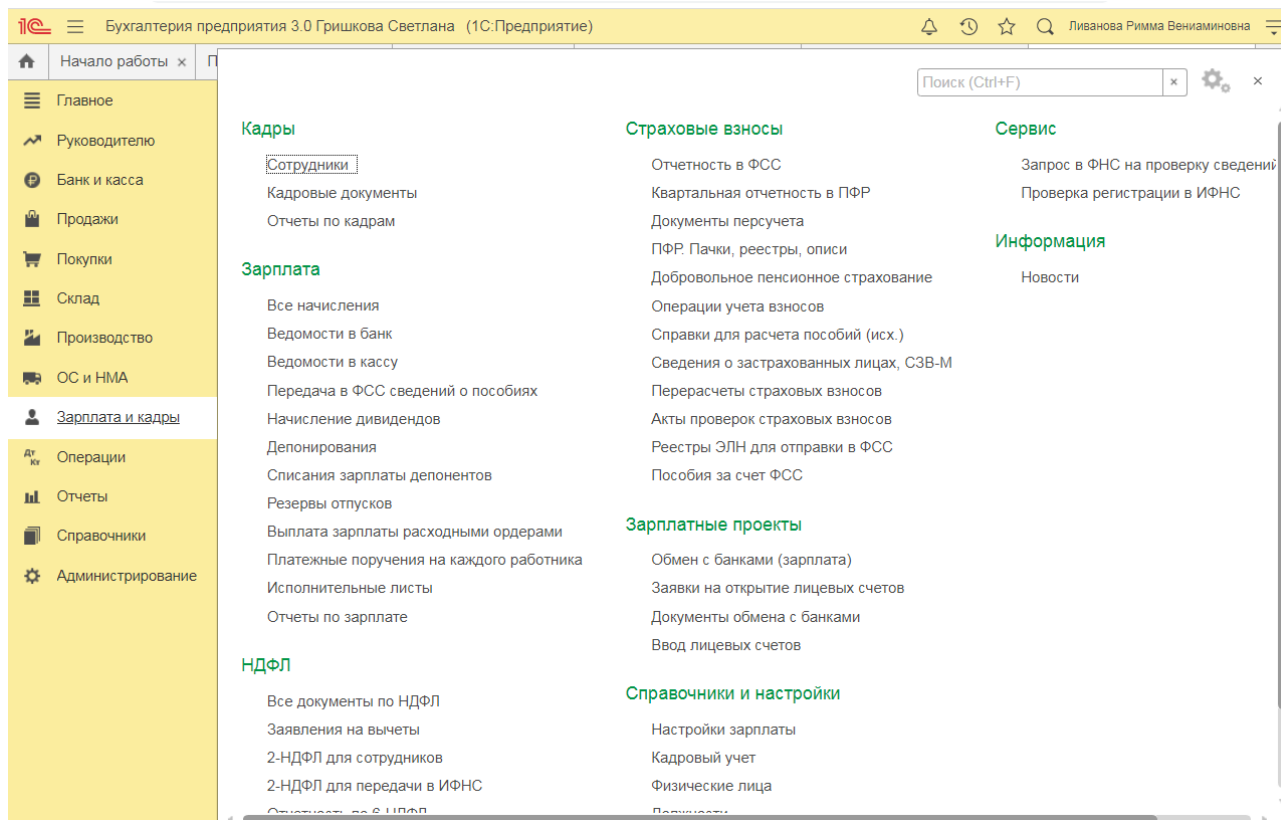 1С Бухгалтерия предприятия 3.0 Гришкова Светлана (1С:Предприятие) Ливанова Римма Вениаминовна
Начало работы × П
Поиск (Ctrl+F) × ×
Главное
Руководителю
Банк и касса
Продажи
Покупки
Склад
Производство
ОС и НМА
Зарплата и кадры
Дт Кт Операции
Отчеты
Справочники
Администрирование
Кадры
Сотрудники
Кадровые документы
Отчеты по кадрам
Зарплата
Все начисления
Ведомости в банк
Ведомости в кассу
Передача в ФСС сведений о пособиях
Начисление дивидендов
Депонирования
Списания зарплаты депонентов
Резервы отпусков
Выплата зарплаты расходными ордерами
Платежные поручения на каждого работника
Исполнительные листы
Отчеты по зарплате
НДФЛ
Все документы по НДФЛ
Заявления на вычеты
2-НДФЛ для сотрудников
2-НДФЛ для передачи в ИФНС
Отчетность по 6-НДФЛ
Страховые взносы
Отчетность в ФСС
Квартальная отчетность в ПФР
Документы персучета
ПФР. Пачки, реестры, описи
Добровольное пенсионное страхование
Операции учета взносов
Справки для расчета пособий (исх.)
Сведения о застрахованных лицах, СЗВ-М
Перерасчеты страховых взносов
Акты проверок страховых взносов
Реестры ЭЛН для отправки в ФСС
Пособия за счет ФСС
Зарплатные проекты
Обмен с банками (зарплата)
Заявки на открытие лицевых счетов
Документы обмена с банками
Ввод лицевых счетов
Справочники и настройки
Настройки зарплаты
Кадровый учет
Физические лица
Должности
Сервис
Запрос в ФНС на проверку сведений
Проверка регистрации в ИФНС
Информация
Новости